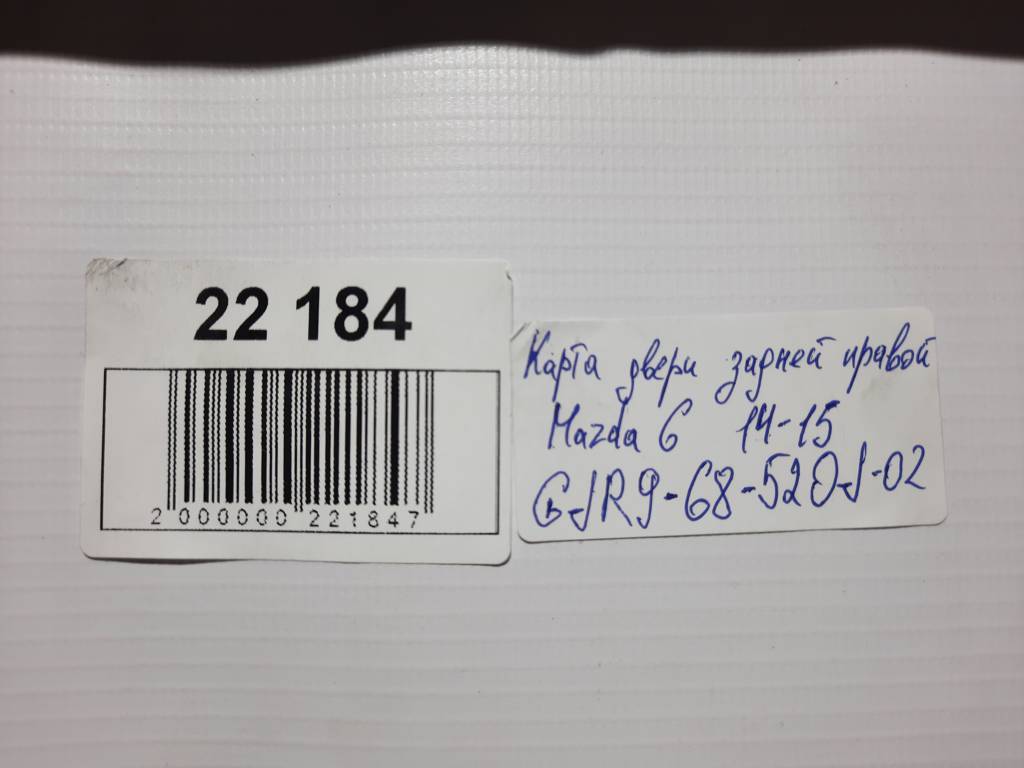 22 184
2 000000 221847
Карта двери задней правой
Mazda 6 14-15
GJR9-68-520J-02